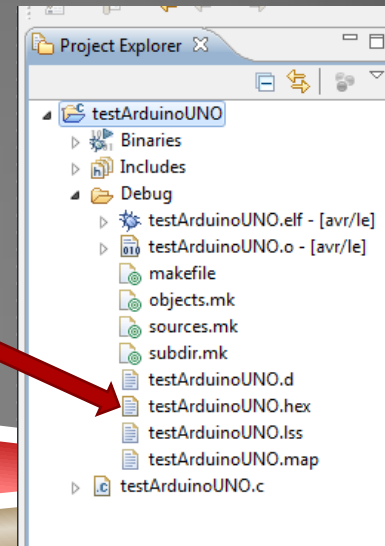 Project Explorer
testArduinoUNO
Binaries
Includes
Debug
testArduinoUNO.elf - [avr/le]
testArduinoUNO.o - [avr/le]
makefile
objects.mk
sources.mk
subdir.mk
testArduinoUNO.d
testArduinoUNO.hex
testArduinoUNO.lss
testArduinoUNO.map
testArduinoUNO.c